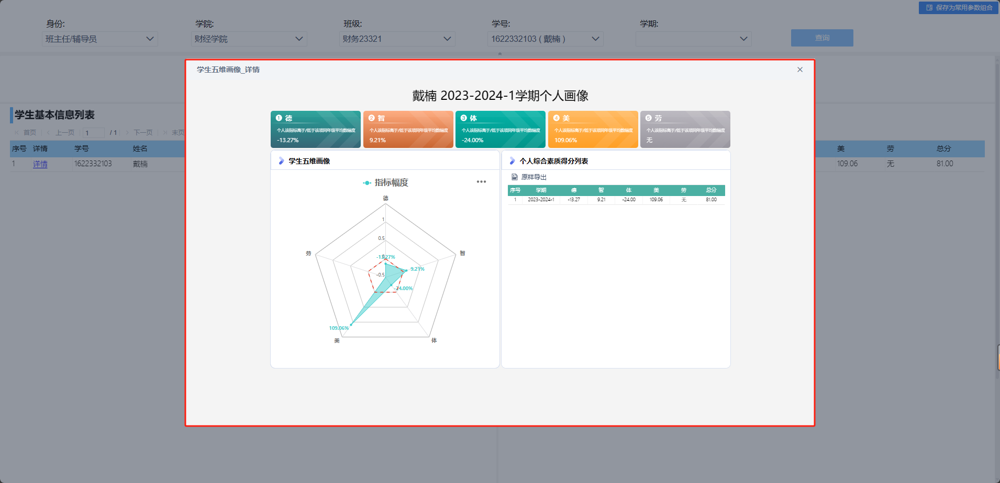 保存为常用参数组合
身份: 学院: 班级: 学号: 学期:
班主任/辅导员 财经学院 财务23321 1622332103 ( 戴楠 ) 查询
学生五维画像_详情
戴楠 2023-2024-1学期个人画像
1 德 2 智 3 体 4 美 5 劳
个人该指标高于/低于该项同年级平均数幅度 个人该指标高于/低于该项同年级平均数幅度 个人该指标高于/低于该项同年级平均数幅度 个人该指标高于/低于该项同年级平均数幅度 个人该指标高于/低于该项同年级平均数幅度
-13.27% 9.21% -24.00% 109.06% 无
学生五维画像
指标幅度
德
1
0.5
劳 智
0
-13.27%
9.21%
-0.5
-24.00%
109.06%
美 体
个人综合素质得分列表
原样导出
序号 学期 德 智 体 美 劳 总分
1 2023-2024-1 -13.27 9.21 -24.00 109.06 无 81.00
学生基本信息列表
首页 上一页 1 / 1 下一页 末页
序号 详情 学号 姓名 美 劳 总分
1 详情 1622332103 戴楠 109.06 无 81.00